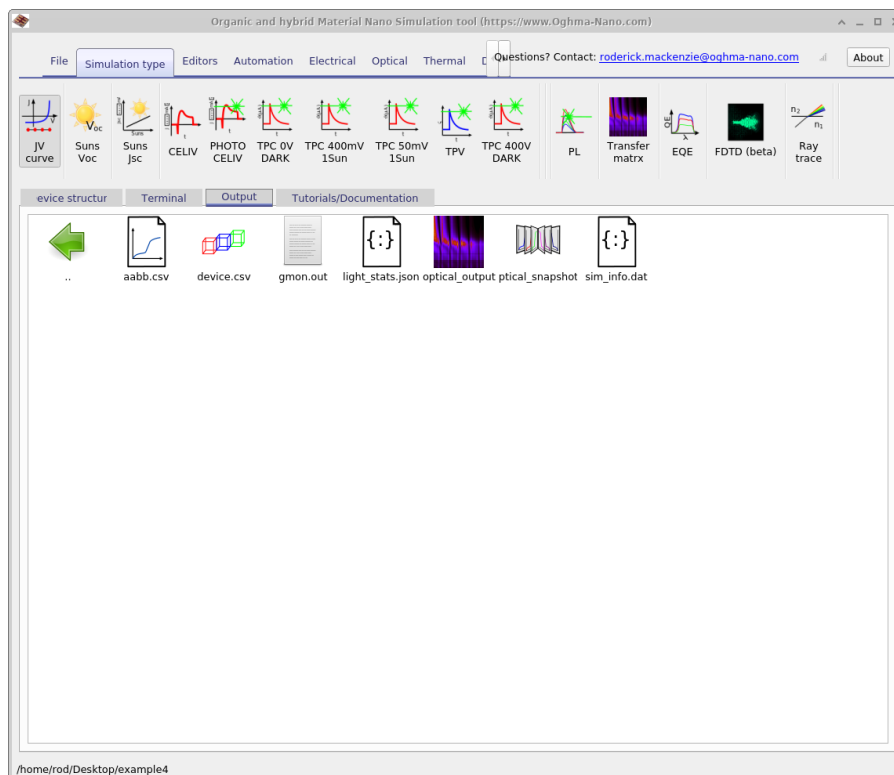 Organic and hybrid Material Nano Simulation tool (https://www.Oghma-Nano.com)
File Simulation type Editors Automation Electrical Optical Thermal Questions? Contact: roderick.mackenzie@oghma-nano.com About
JV curve
Suns Voc
Suns Jsc
CELIV
PHOTO CELIV
TPC 0V DARK
TPC 400mV 1Sun
TPC 50mV 1Sun
TPV
TPC 400V DARK
PL
Transfer matrx
EQE
FDTD (beta)
Ray trace
evice structur Terminal Output Tutorials/Documentation
.. aabb.csv device.csv gmon.out light_stats.json optical_output ptical_snapshot sim_info.dat
/home/rod/Desktop/example4